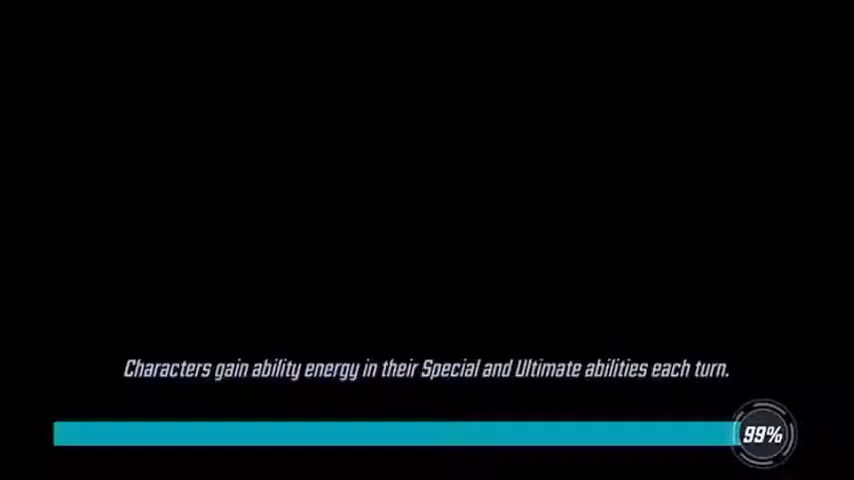 Characters gain ability energy in their Special and Ultimate abilities each turn.
99%